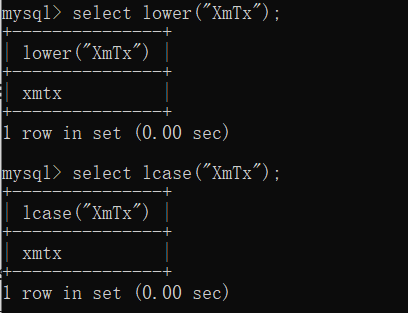 mysql> select lower("XmTx");
+---------------+
| lower("XmTx") |
+---------------+
| xmtx          |
+---------------+
1 row in set (0.00 sec)
mysql> select lcase("XmTx");
+---------------+
| lcase("XmTx") |
+---------------+
| xmtx          |
+---------------+
1 row in set (0.00 sec)